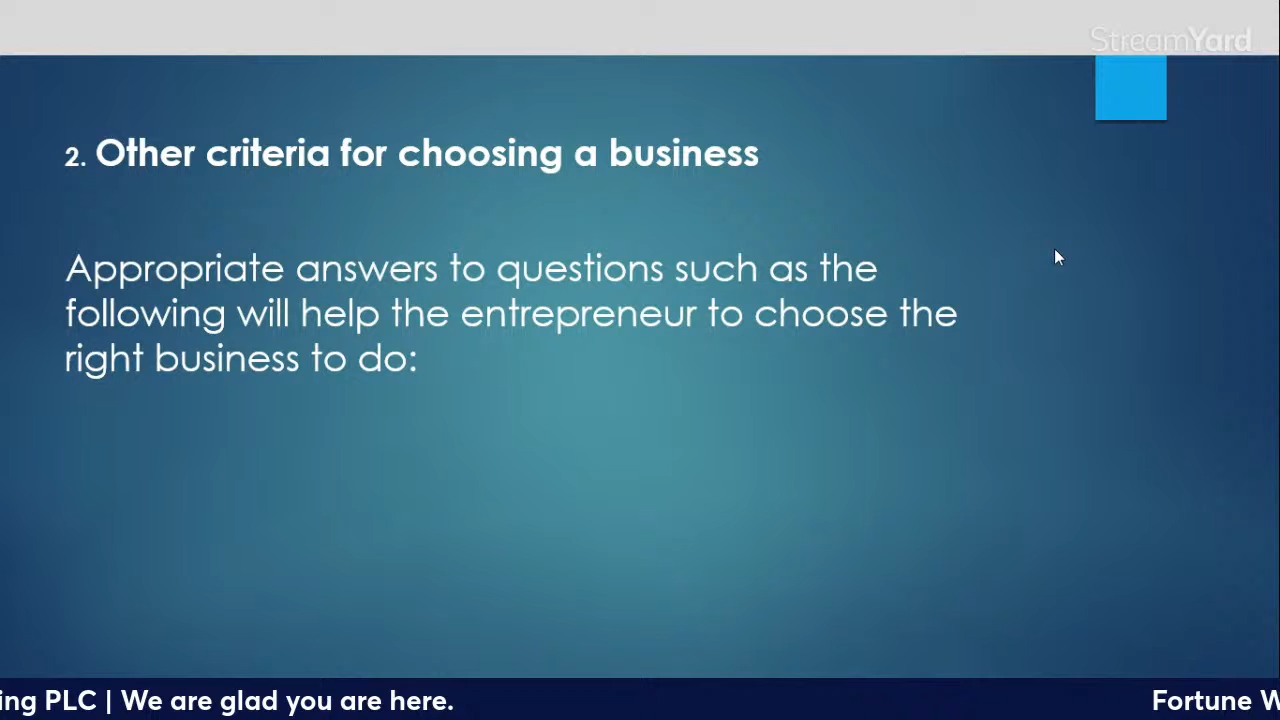 StreamYard
2. Other criteria for choosing a business
Appropriate answers to questions such as the
following will help the entrepreneur to choose the
right business to do:
ing PLC | We are glad you are here.
Fortune W